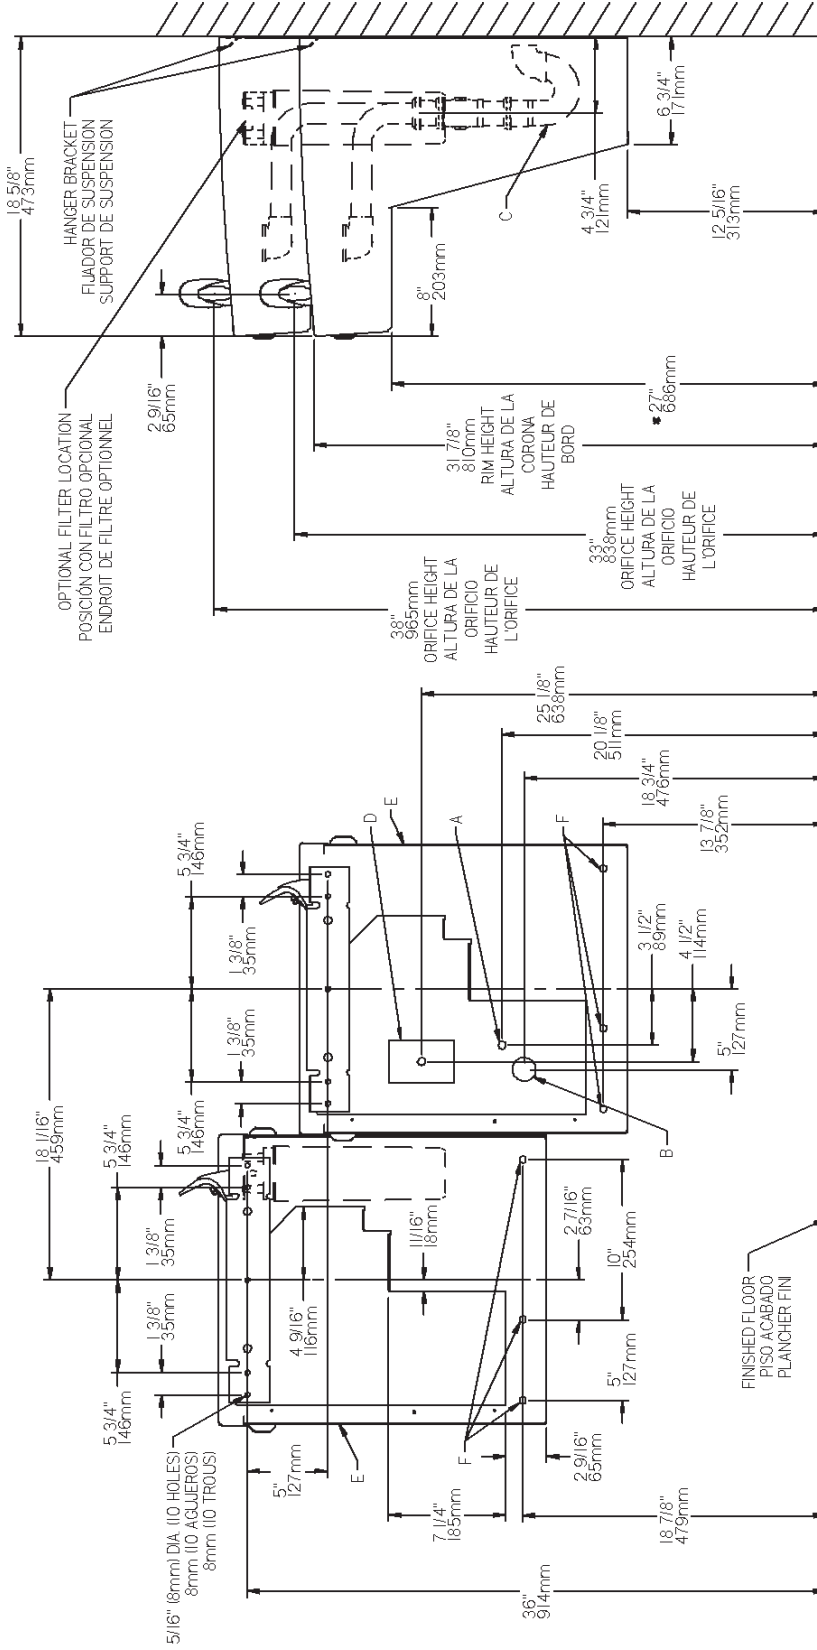 18 5/8"
473mm
HANGER BRACKET
FIJADOR DE SUSPENSION
SUPPORT DE SUSPENSION
OPTIONAL FILTER LOCATION
POSICIÓN CON FILTRO OPCIONAL
ENDROIT DE FILTRE OPTIONNEL
2 9/16"
65mm
C
4 3/4"
121mm
6 3/4"
171mm
12 5/16"
313mm
8"
203mm
* 27"
686mm
31 7/8"
810mm
RIM HEIGHT
ALTURA DE LA
CORONA
HAUTEUR DE
BORD
33"
838mm
ORIFICE HEIGHT
ALTURA DE LA
ORIFICIO
HAUTEUR DE
L'ORIFICE
38"
965mm
ORIFICE HEIGHT
ALTURA DE LA
ORIFICIO
HAUTEUR DE
L'ORIFICE
25 1/8"
638mm
20 1/8"
511mm
18 3/4"
476mm
13 7/8"
352mm
5 3/4"
146mm
1 3/8"
35mm
1 3/8"
35mm
5 3/4"
146mm
D
E
A
F
B
3 1/2"
89mm
4 1/2"
114mm
5"
127mm
18 1/16"
459mm
5 3/4"
146mm
1 3/8"
35mm
1 3/8"
35mm
5 3/4"
146mm
4 9/16"
116mm
11/16"
18mm
2 7/16"
63mm
10"
254mm
5"
127mm
F
2 9/16"
65mm
E
5"
127mm
7 1/4"
185mm
18 7/8"
479mm
36"
914mm
5/16" (8mm) DIA. (10 HOLES)
8mm (10 AGUJEROS)
8mm (10 TROUS)
FINISHED FLOOR
PISO ACABADO
PLANCHER FINI